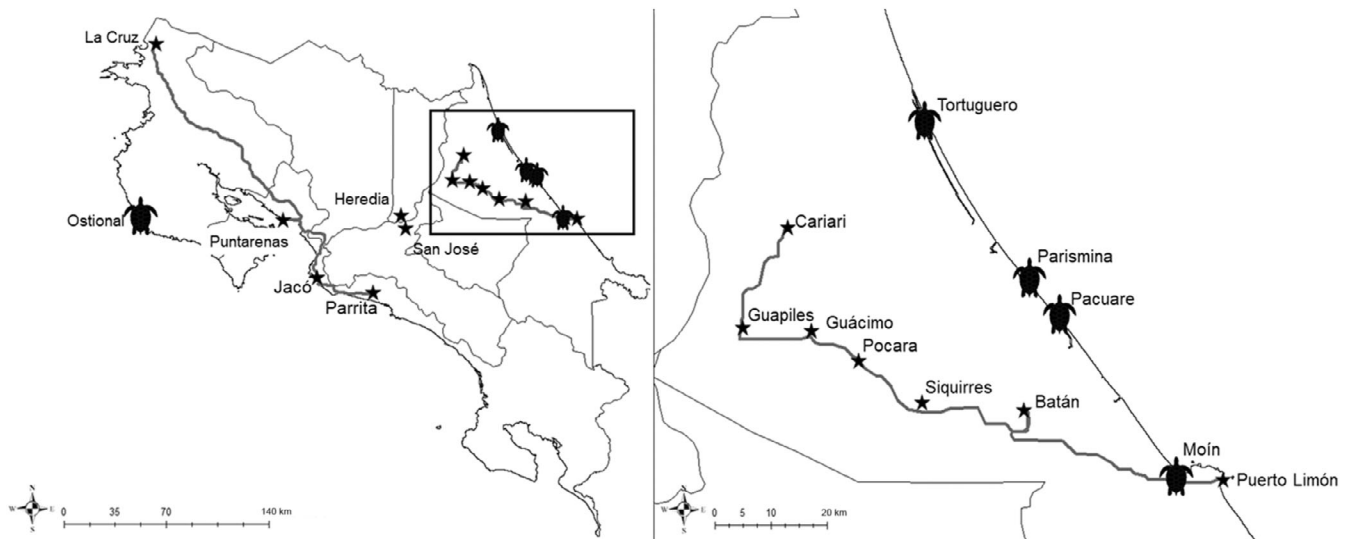 La Cruz
Ostional
Puntarenas
Heredia
San José
Jacó
Parrita
N
W E
S
0 35 70 140 km
Tortuguero
Cariari
Parismina
Pacuare
Guapiles
Guácimo
Pocara
Siquirres
Batán
Moín
Puerto Limón
N
W E
S
0 5 10 20 km